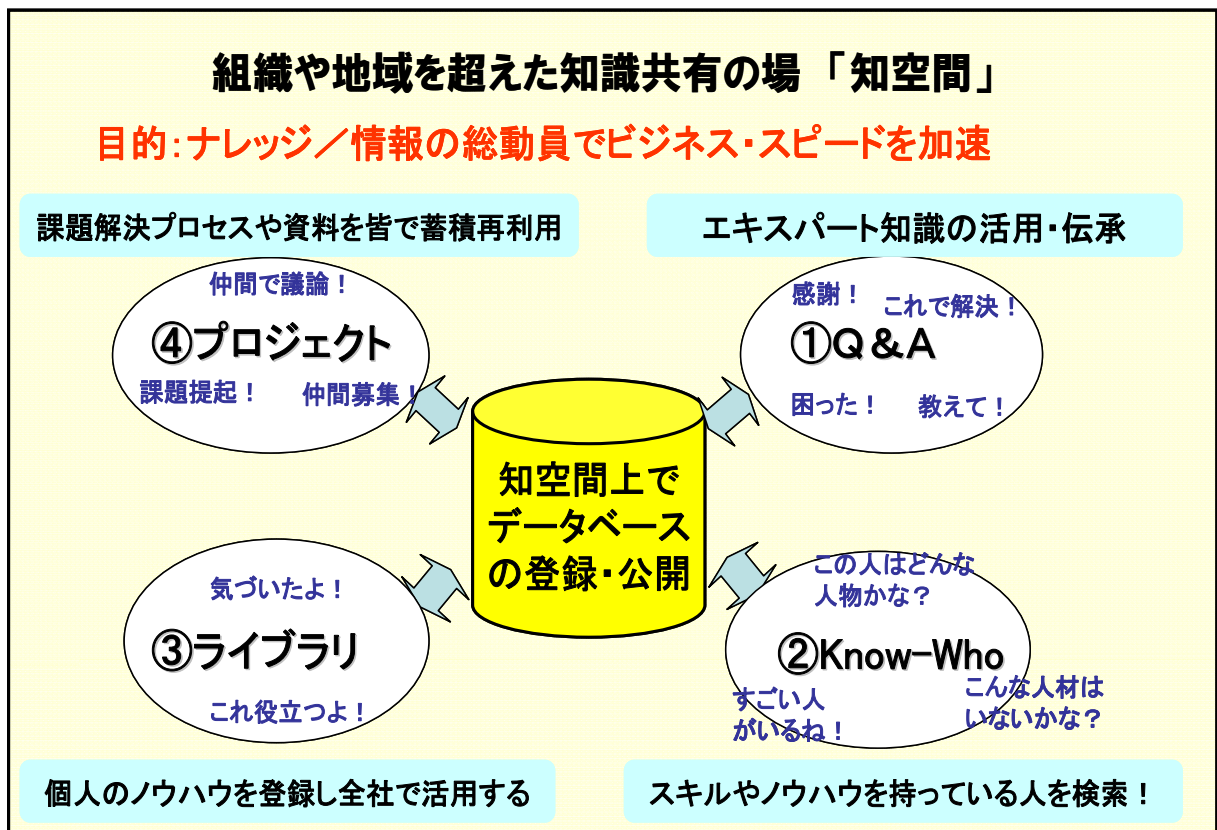 組織や地域を超えた知識共有の場 「知空間」
目的：ナレッジ／情報の総動員でビジネス・スピードを加速
課題解決プロセスや資料を皆で蓄積再利用
エキスパート知識の活用・伝承
仲間で議論！
④プロジェクト
課題提起！
仲間募集！
感謝！
これで解決！
①Ｑ＆Ａ
困った！
教えて！
知空間上で
データベース
の登録・公開
気づいたよ！
③ライブラリ
これ役立つよ！
この人はどんな
人物かな？
②Know-Who
すごい人
がいるね！
こんな人材は
いないかな？
個人のノウハウを登録し全社で活用する
スキルやノウハウを持っている人を検索！